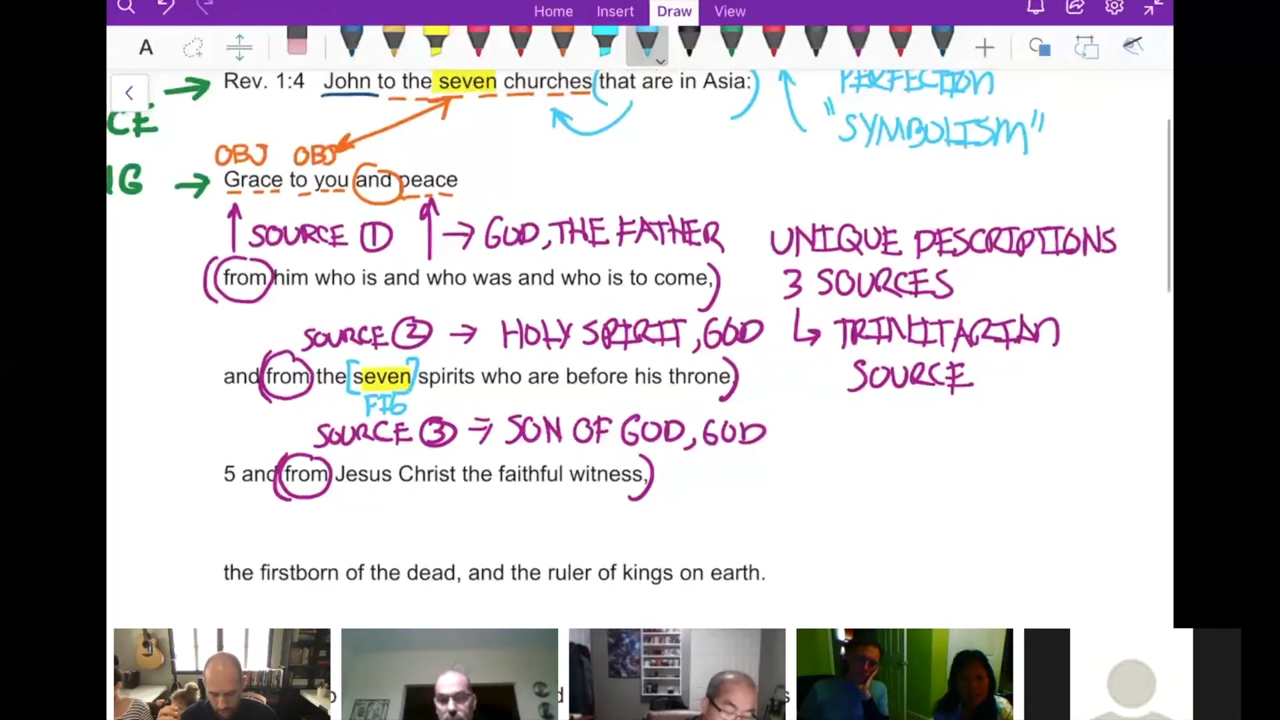 Home Insert Draw View
A
Rev. 1:4 John to the seven churches (that are in Asia:)
PERFECTION
"SYMBOLISM"
CE
OBJ OBJ
Grace to you and peace
SOURCE ① → GOD, THE FATHER
(from him who is and who was and who is to come,)
UNIQUE DESCRIPTIONS
3 SOURCES
↳ TRINITARIAN
SOURCE
SOURCE ② → HOLY SPIRIT, GOD
and (from the [seven] spirits who are before his throne,)
FIG
SOURCE ③ → SON OF GOD, GOD
5 and (from Jesus Christ the faithful witness,)
the firstborn of the dead, and the ruler of kings on earth.